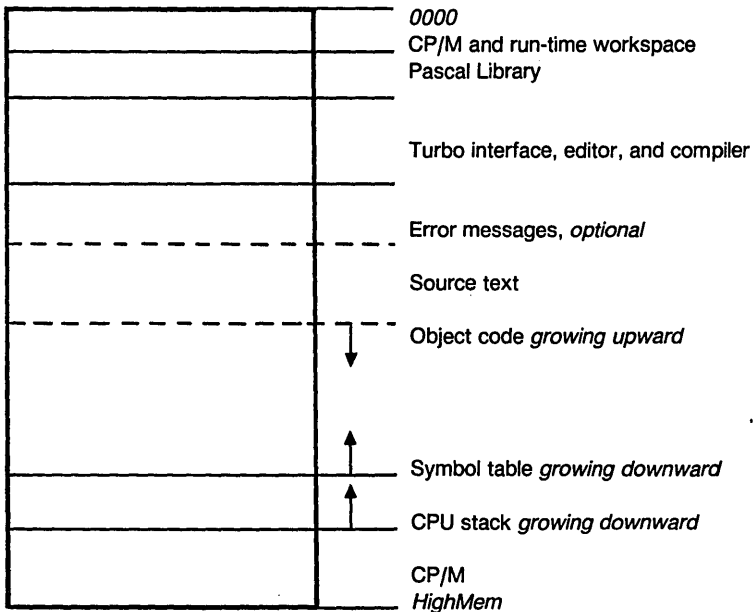 0000
CP/M and run-time workspace
Pascal Library
Turbo interface, editor, and compiler
Error messages, optional
Source text
Object code growing upward
Symbol table growing downward
CPU stack growing downward
CP/M
HighMem